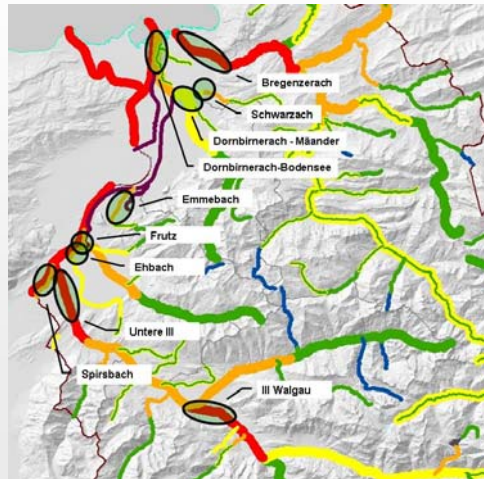 Bregenzerach
Schwarzach
Dornbirnerach - Mäander
Dornbirnerach-Bodensee
Emmebach
Frutz
Ehbach
Untere Ill
Spirsbach
Ill Walgau